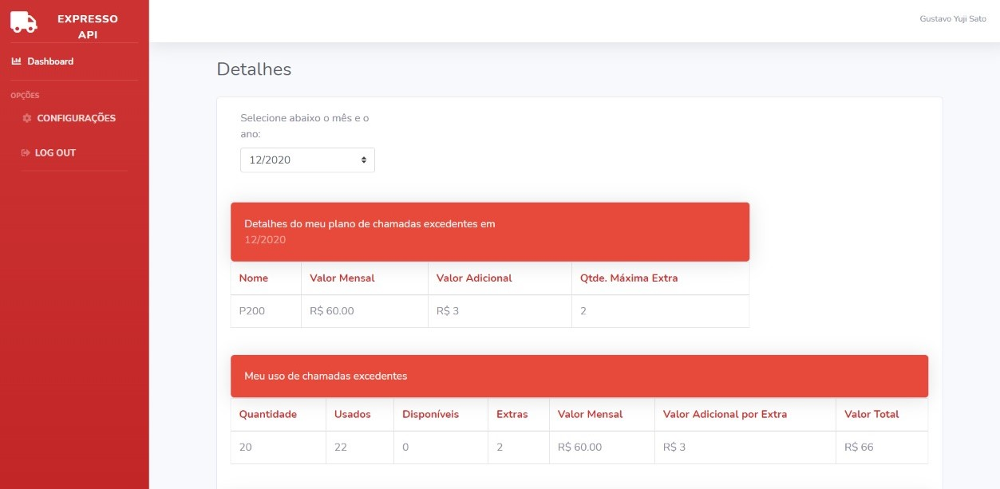 EXPRESSO
API
Gustavo Yuji Sato
Dashboard
OPÇÕES
CONFIGURAÇÕES
LOG OUT
Detalhes
Selecione abaixo o mês e o
ano:
12/2020
Detalhes do meu plano de chamadas excedentes em
12/2020
Nome Valor Mensal Valor Adicional Qtde. Máxima Extra
P200 R$ 60.00 R$ 3 2
Meu uso de chamadas excedentes
Quantidade Usados Disponíveis Extras Valor Mensal Valor Adicional por Extra Valor Total
20 22 0 2 R$ 60.00 R$ 3 R$ 66